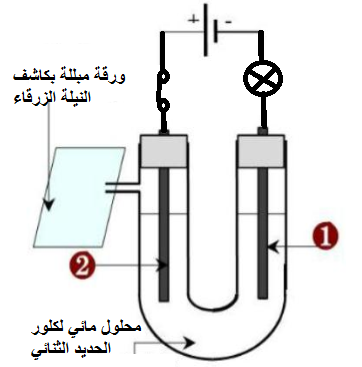 + -
ورقة مبللة بكاشف
النيلة الزرقاء
1
2
محلول مائي لكلور
الحديد الثنائي